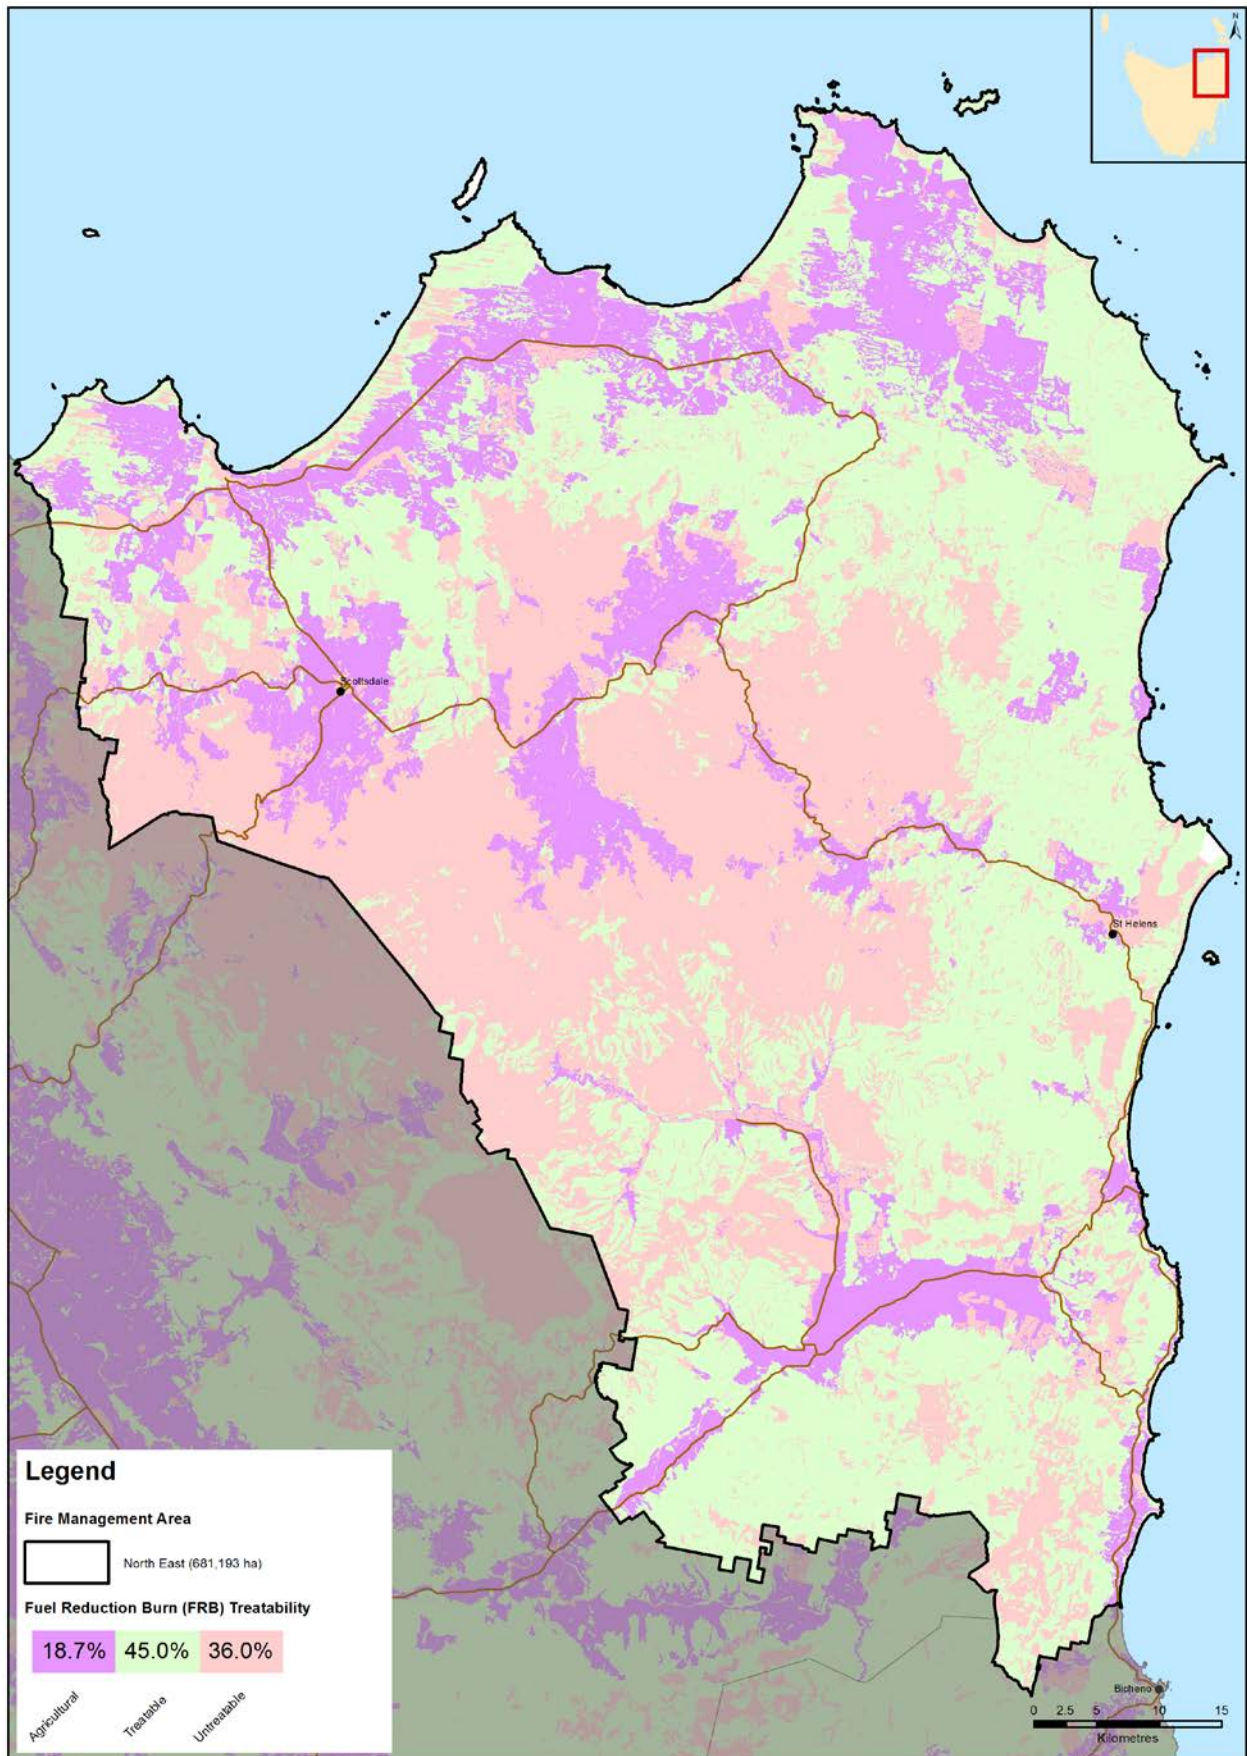 N
Scottsdale
St Helens
Legend
Fire Management Area
North East (681,193 ha)
Fuel Reduction Burn (FRB) Treatability
18.7% 45.0% 36.0%
Agricultural Treatable Untreatable
Bicheno
0 2.5 5 10 15
Kilometres